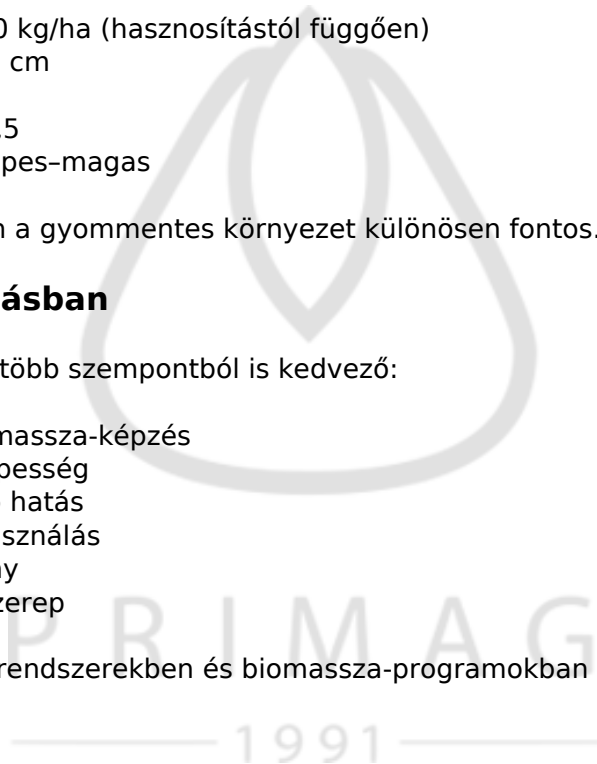 0 kg/ha (hasznosítástól függően)
cm
5
pes–magas
a gyommentes környezet különösen fontos.
ásban
több szempontból is kedvező:
massza-képzés
pesség
hatás
sználás
ny
zerep
rendszerekben és biomassza-programokban
PRIMAG
1991